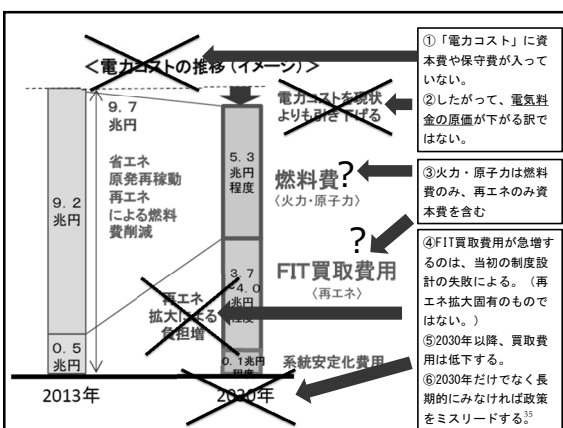 ＜電力コストの推移（イメージ）＞
9．7
兆円
省エネ
原発再稼動
再エネ
による燃料
費削減
9．2
兆円
0．5
兆円
2013年
電力コストを現状
よりも引き下げる
5．3
兆円
程度
燃料費?
〈火力・原子力〉
?
FIT買取費用
〈再エネ〉
3．7
~4．0
兆円
程度
再エネ
拡大による
負担増
0．1兆円
程度
系統安定化費用
2030年
①「電力コスト」に資
本費や保守費が入って
いない。
②したがって、電気料
金の原価が下がる訳で
はない。
③火力・原子力は燃料
費のみ、再エネのみ資
本費を含む
④FIT買取費用が急増す
るのは、当初の制度設
計の失敗による。（再
エネ拡大固有のもので
はない。）
⑤2030年以降、買取費
用は低下する。
⑥2030年だけでなく長
期的にみなければ政策
をミスリードする。35